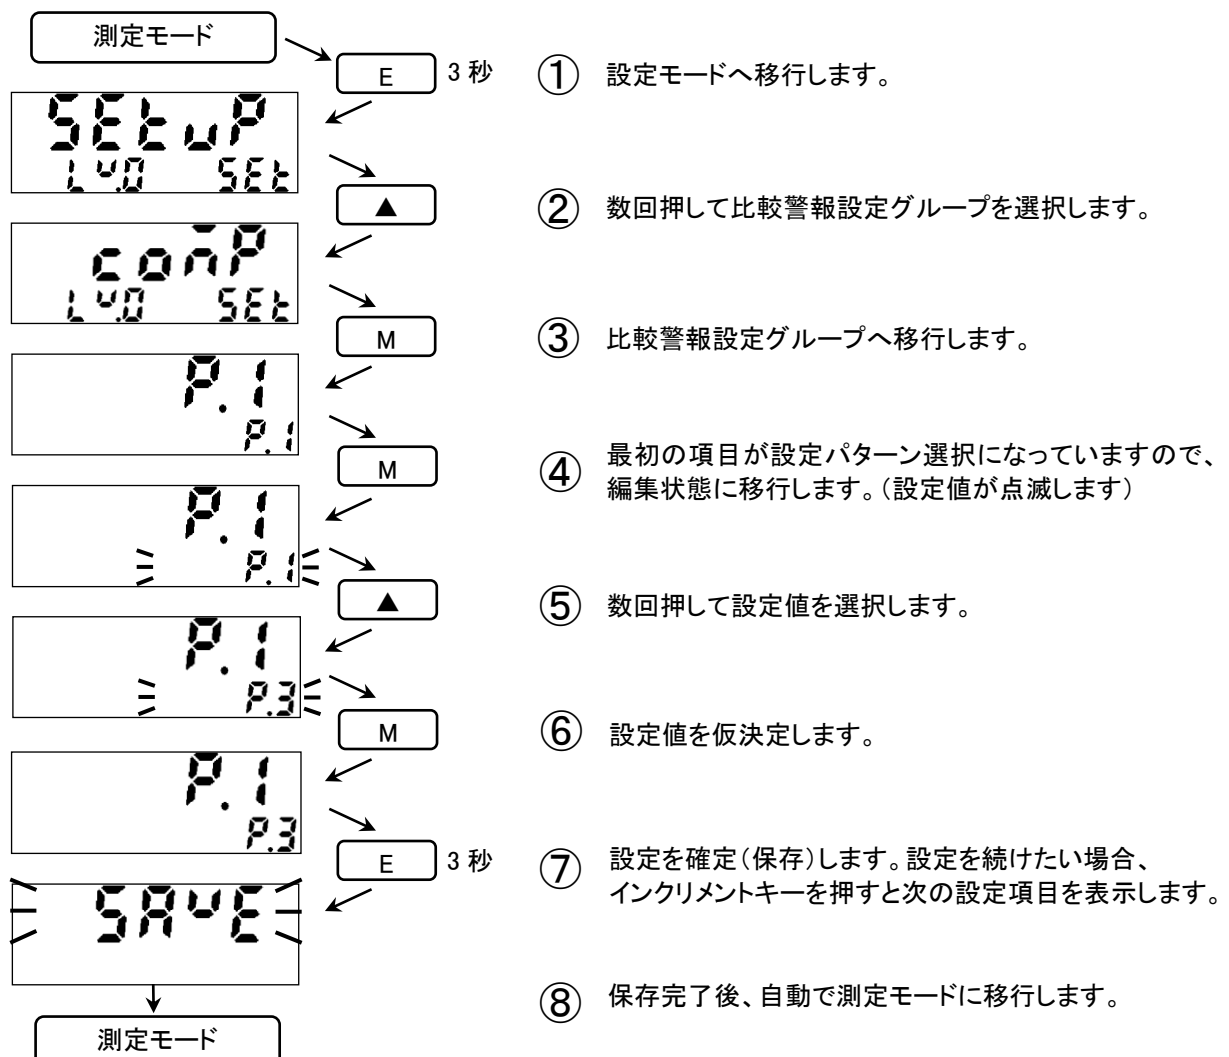 測定モード
E 3 秒 ① 設定モードへ移行します。
SEtuP
Lv.0 SEt
▲ ② 数回押して比較警報設定グループを選択します。
comP
Lv.0 SEt
M ③ 比較警報設定グループへ移行します。
P. 1
P. 1
M ④ 最初の項目が設定パターン選択になっていますので、
編集状態に移行します。(設定値が点滅します)
P. 1
P. 1
▲ ⑤ 数回押して設定値を選択します。
P. 1
P.3
M ⑥ 設定値を仮決定します。
P. 1
P.3
E 3 秒 ⑦ 設定を確定(保存)します。設定を続けたい場合、
インクリメントキーを押すと次の設定項目を表示します。
SAvE
⑧ 保存完了後、自動で測定モードに移行します。
測定モード